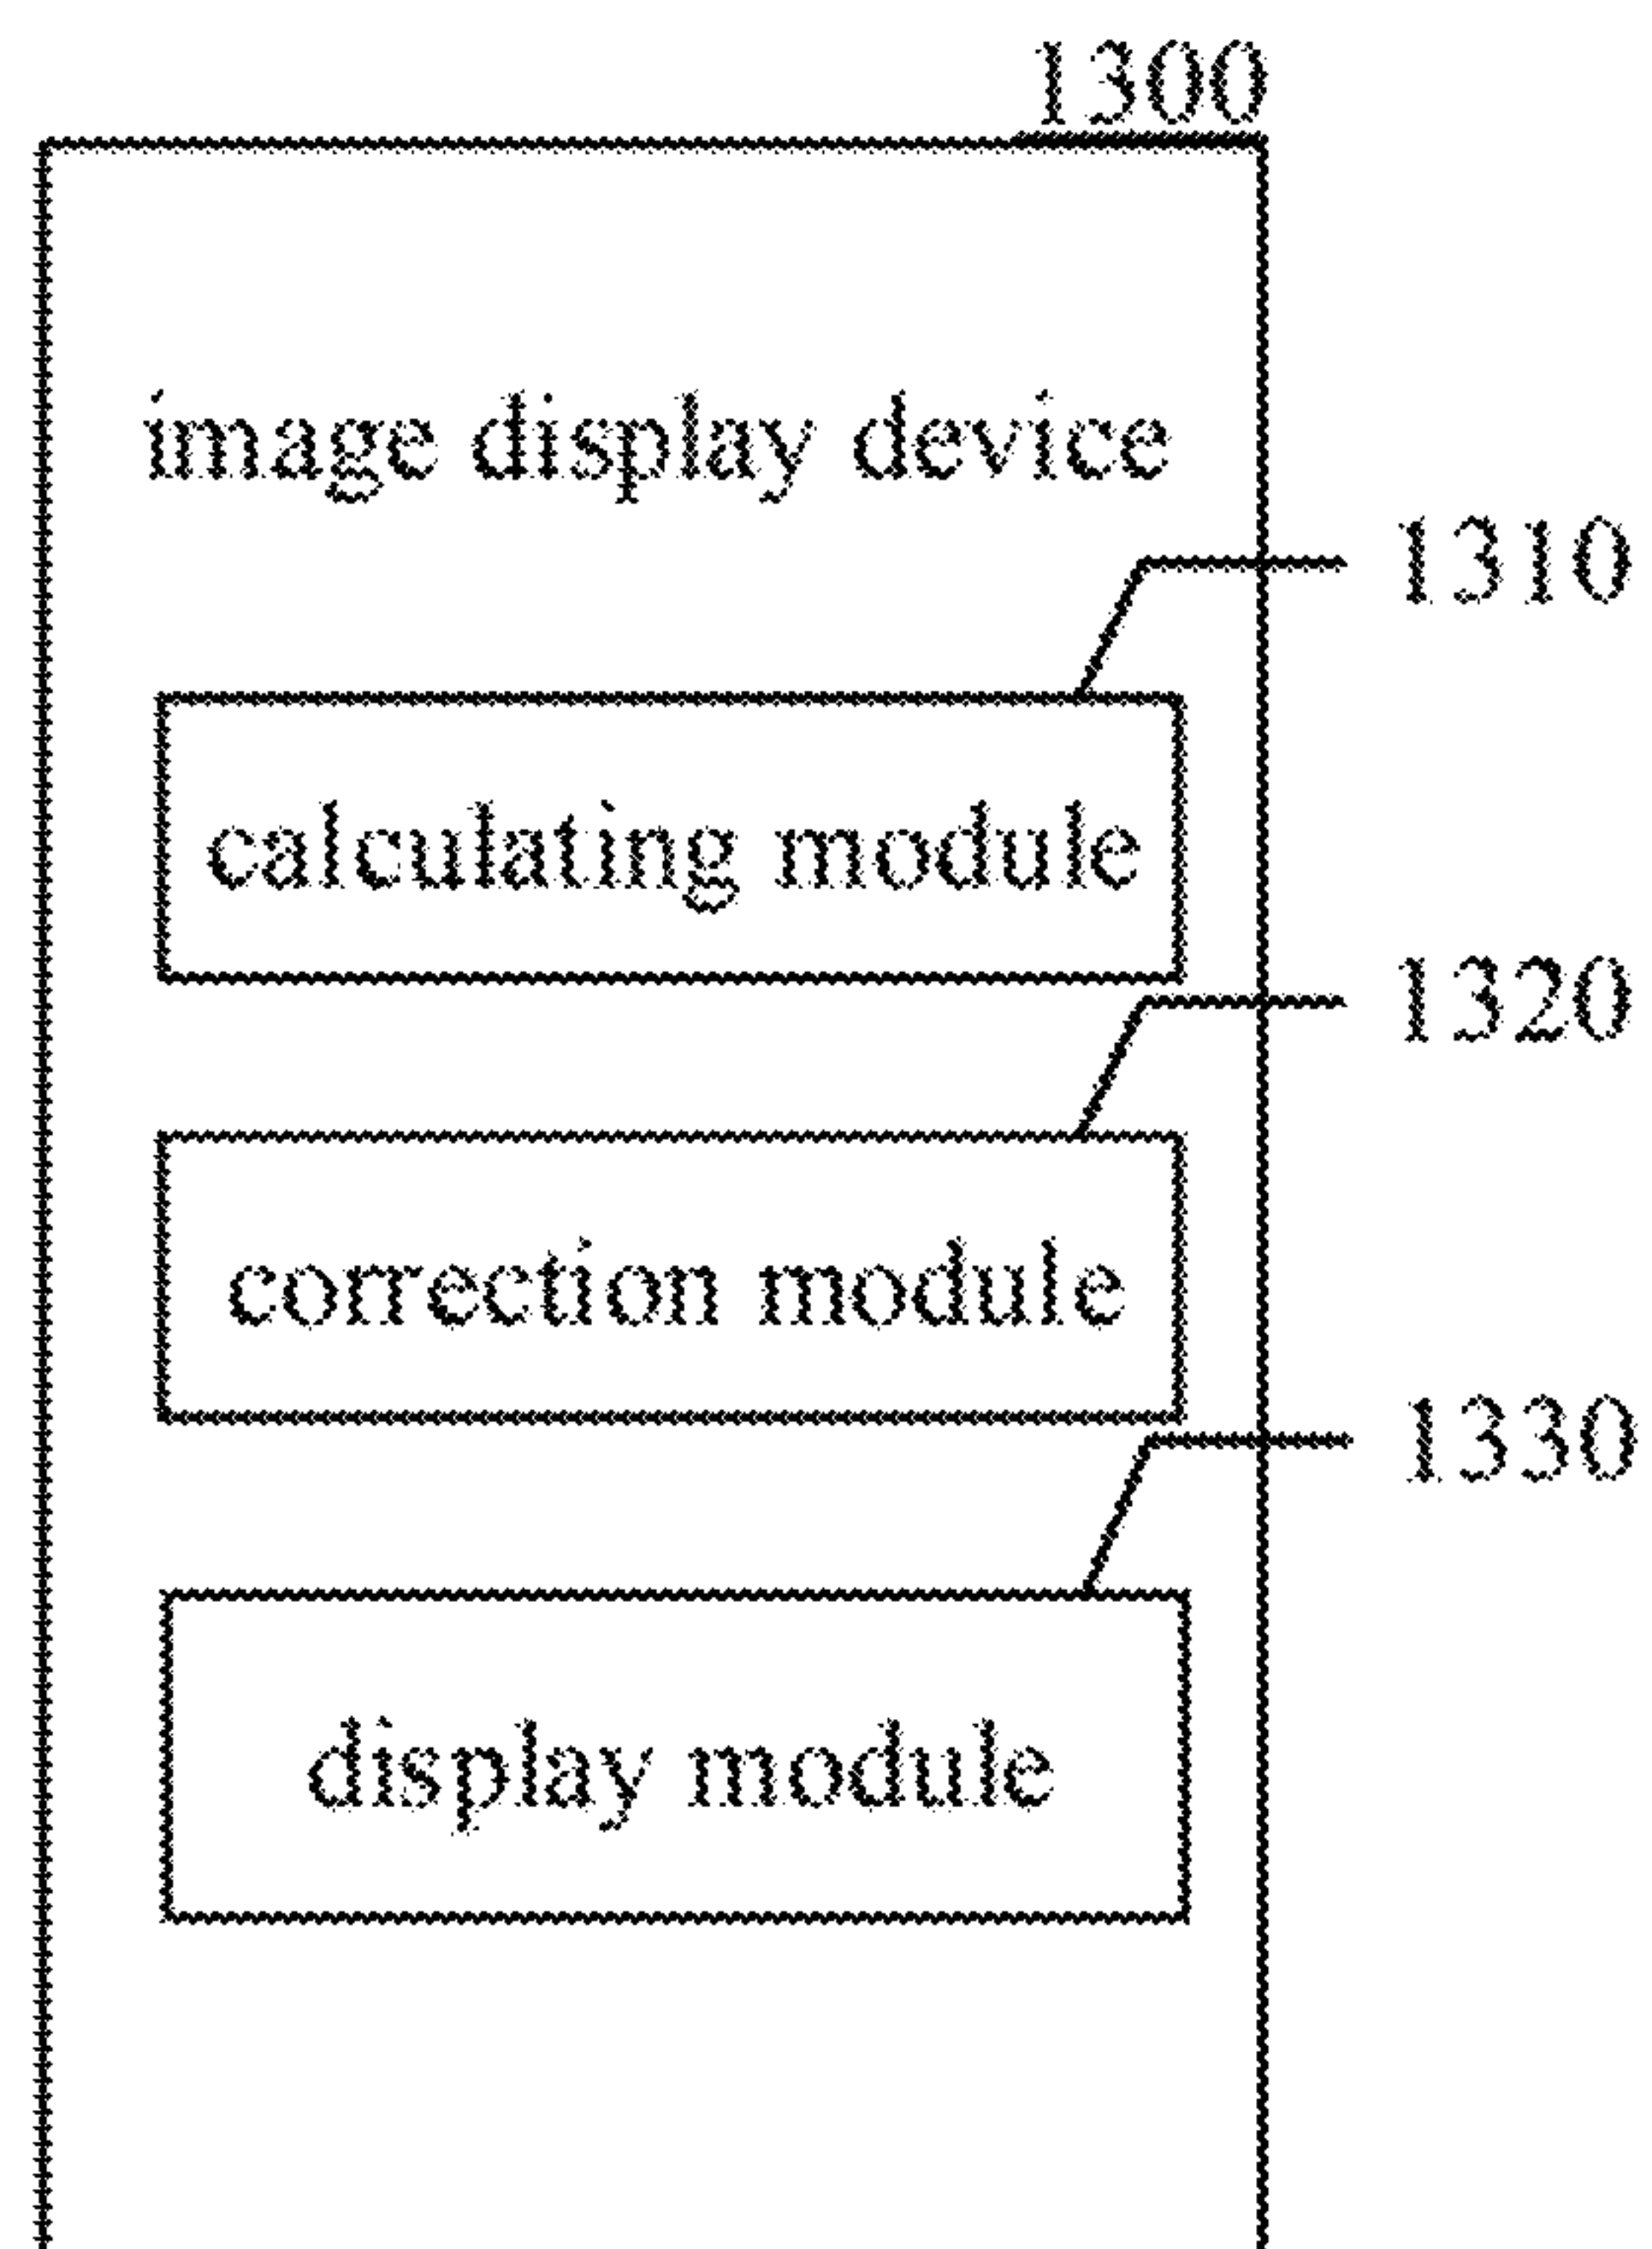 1300
image display device
1310
calculating module
1320
correction module
1330
display module